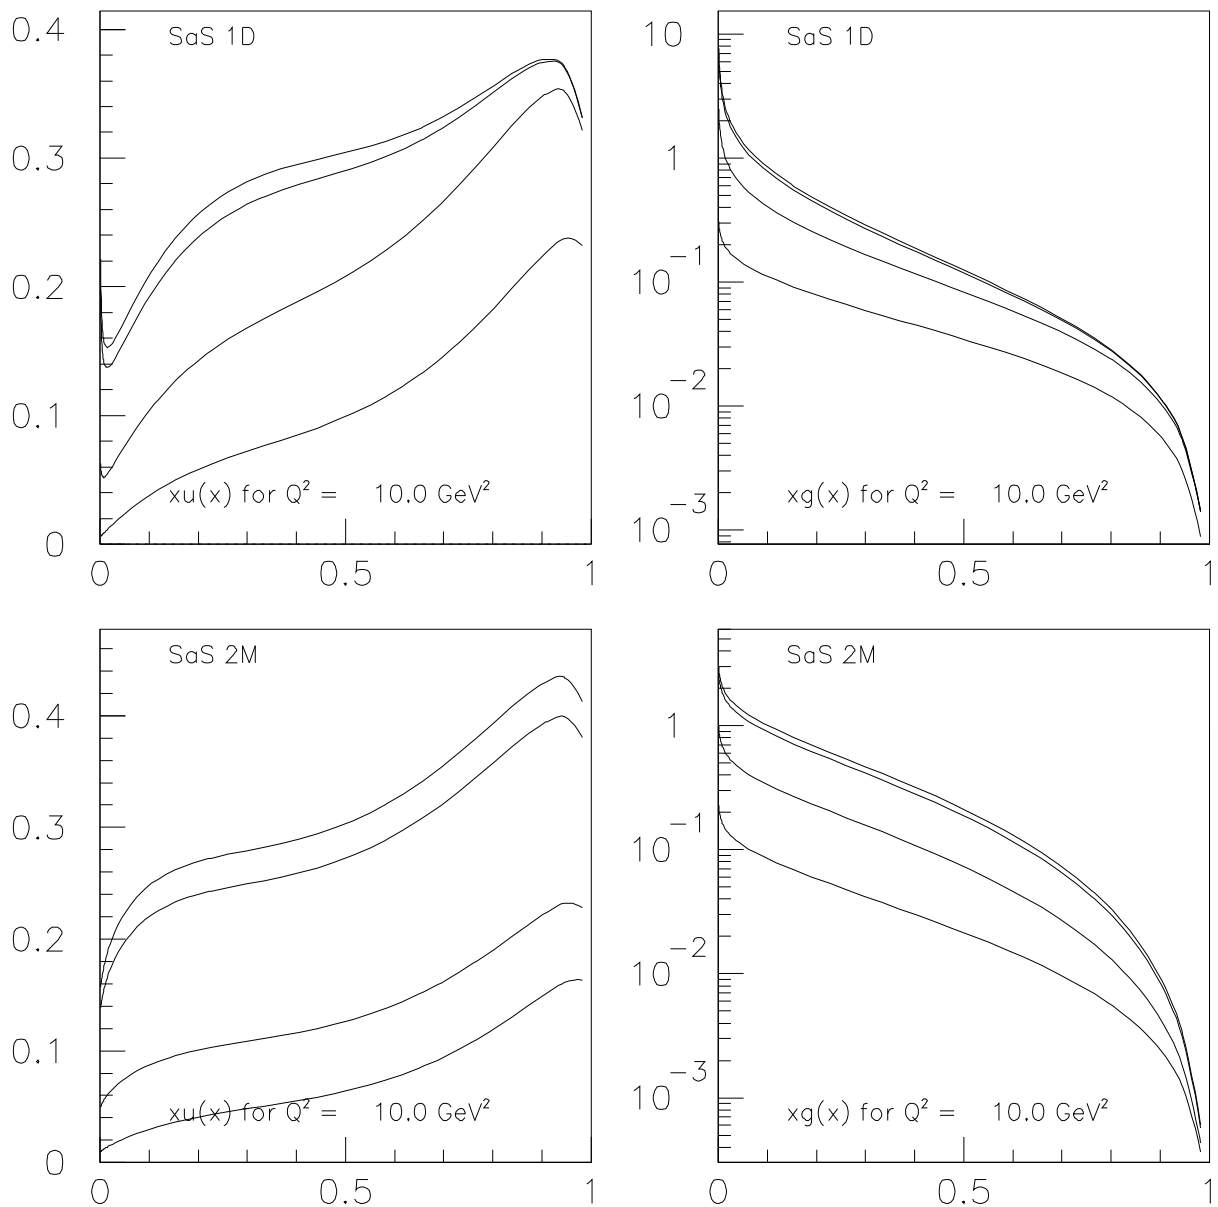 SaS 1D
0.4
0.3
0.2
0.1
0
xu(x) for Q² = 10.0 GeV²
0 0.5 1
SaS 1D
10
1
10⁻¹
10⁻²
10⁻³
xg(x) for Q² = 10.0 GeV²
0 0.5 1
SaS 2M
0.4
0.3
0.2
0.1
0
xu(x) for Q² = 10.0 GeV²
0 0.5 1
SaS 2M
1
10⁻¹
10⁻²
10⁻³
xg(x) for Q² = 10.0 GeV²
0 0.5 1